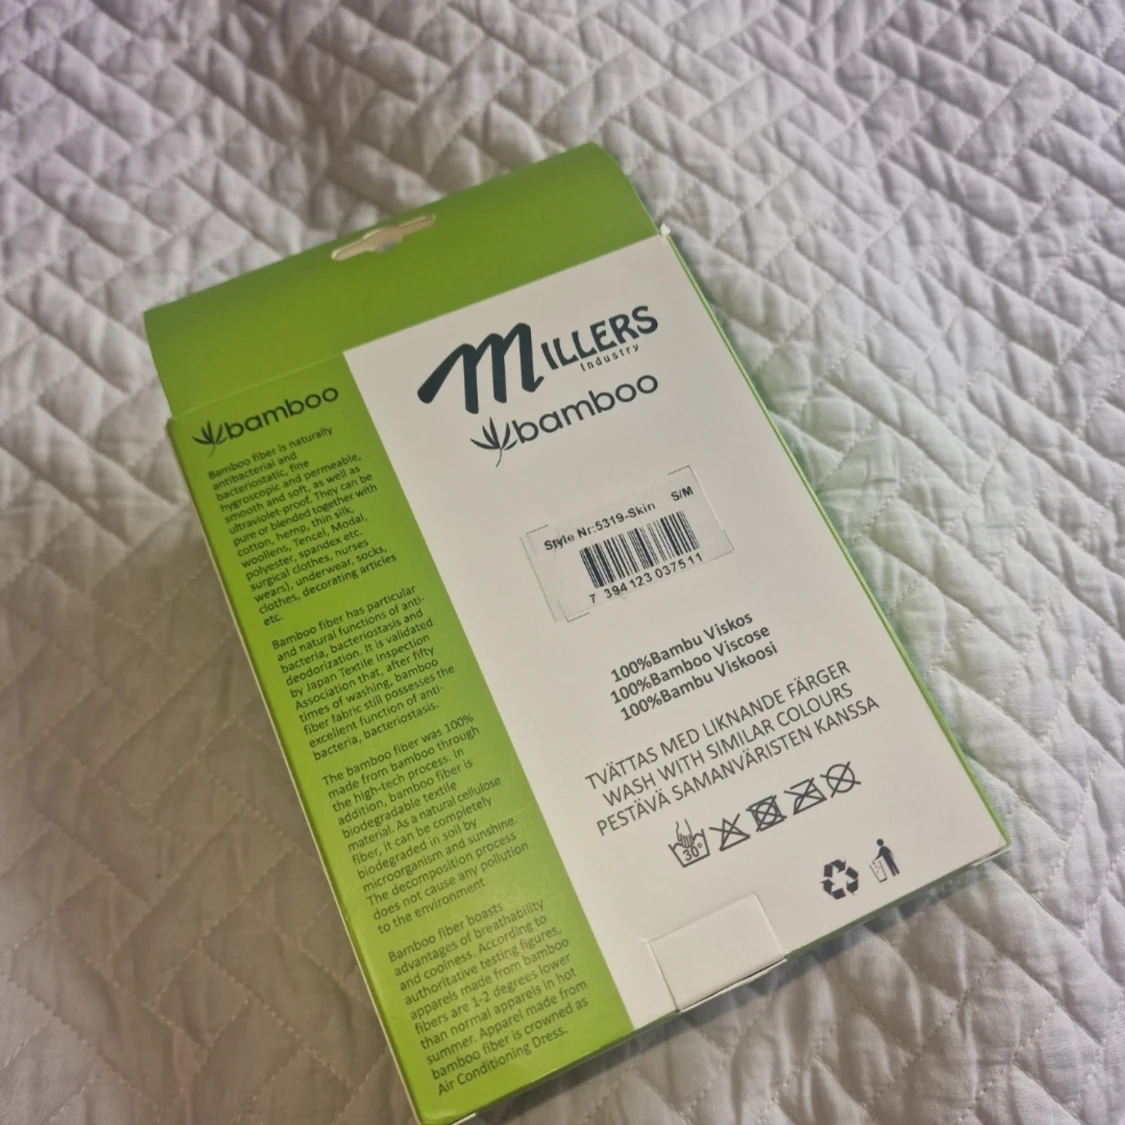 bamboo
Bamboo fiber is naturally
antibacterial and
bacteriostatic, fine
hygroscopic and permeable,
smooth and soft, as well as
ultraviolet-proof. They can be
pure or blended together with
cotton, hemp, thin silk,
woollens, Tencel, Modal,
polyester, spandex etc.
surgical clothes, nurses
wears), underwear, socks,
clothes, decorating articles
etc.
Bamboo fiber has particular
and natural functions of anti-
bacteria, bacteriostasis and
deodorization. It is validated
by Japan Textile Inspection
Association that, after fifty
times of washing, bamboo
fiber fabric still possesses the
excellent function of anti-
bacteria, bacteriostasis.
The bamboo fiber was 100%
made from bamboo through
the high-tech process. In
addition, bamboo fiber is
biodegradable textile
material. As a natural cellulose
fiber, it can be completely
biodegraded in soil by
microorganism and sunshine.
The decomposition process
does not cause any pollution
to the environment.
Bamboo fiber boasts
advantages of breathability
and coolness. According to
authoritative testing figures,
apparels made from bamboo
fibers are 1-2 degrees lower
than normal apparels in hot
summer. Apparel made from
bamboo fiber is crowned as
Air Conditioning Dress.
MILLERS
Industry
bamboo
Style Nr:5319-Skin S/M
7 394123 037511
100%Bambu Viskos
100%Bamboo Viscose
100%Bambu Viskoosi
TVÄTTAS MED LIKNANDE FÄRGER
WASH WITH SIMILAR COLOURS
PESTÄVÄ SAMANVÄRISTEN KANSSA
30°